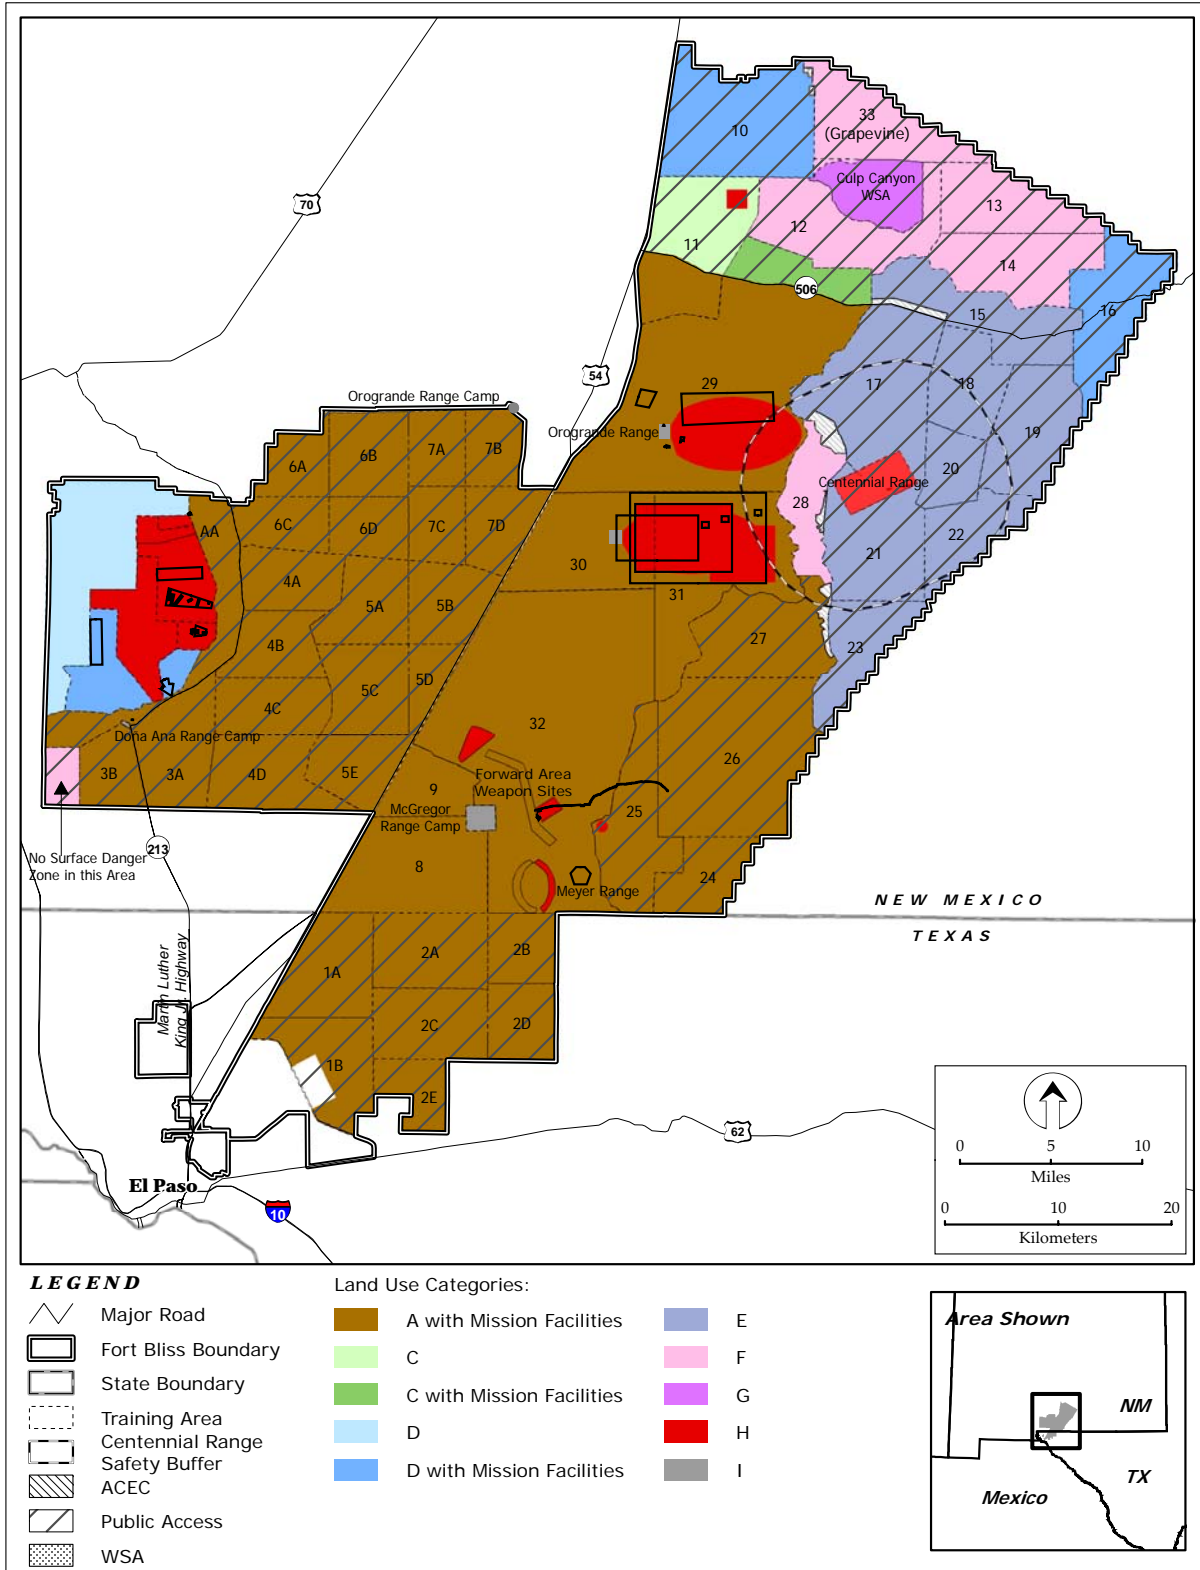 10
33
(Grapevine)
Culp Canyon
WSA
70
13
12
11
14
506
15
16
54
29
17
18
Orogrande Range Camp
Orogrande Range
19
6A
6B
7A
7B
20
Centennial Range
28
AA
6C
6D
7C
7D
22
21
30
4A
31
5A
5B
27
4B
23
5D
5C
4C
32
Doña Ana Range Camp
26
3B
3A
4D
5E
Forward Area
Weapon Sites
9
McGregor
Range Camp
25
213
No Surface Danger
Zone in this Area
8
24
Meyer Range
NEW MEXICO
TEXAS
Martin Luther
King Jr. Highway
1A
2A
2B
2C
2D
1B
2E
62
0
5
10
Miles
0
10
20
Kilometers
El Paso
10
LEGEND
Major Road
Fort Bliss Boundary
State Boundary
Training Area
Centennial Range
Safety Buffer
ACEC
Public Access
WSA
Land Use Categories:
A with Mission Facilities
C
C with Mission Facilities
D
D with Mission Facilities
E
F
G
H
I
Area Shown
NM
TX
Mexico